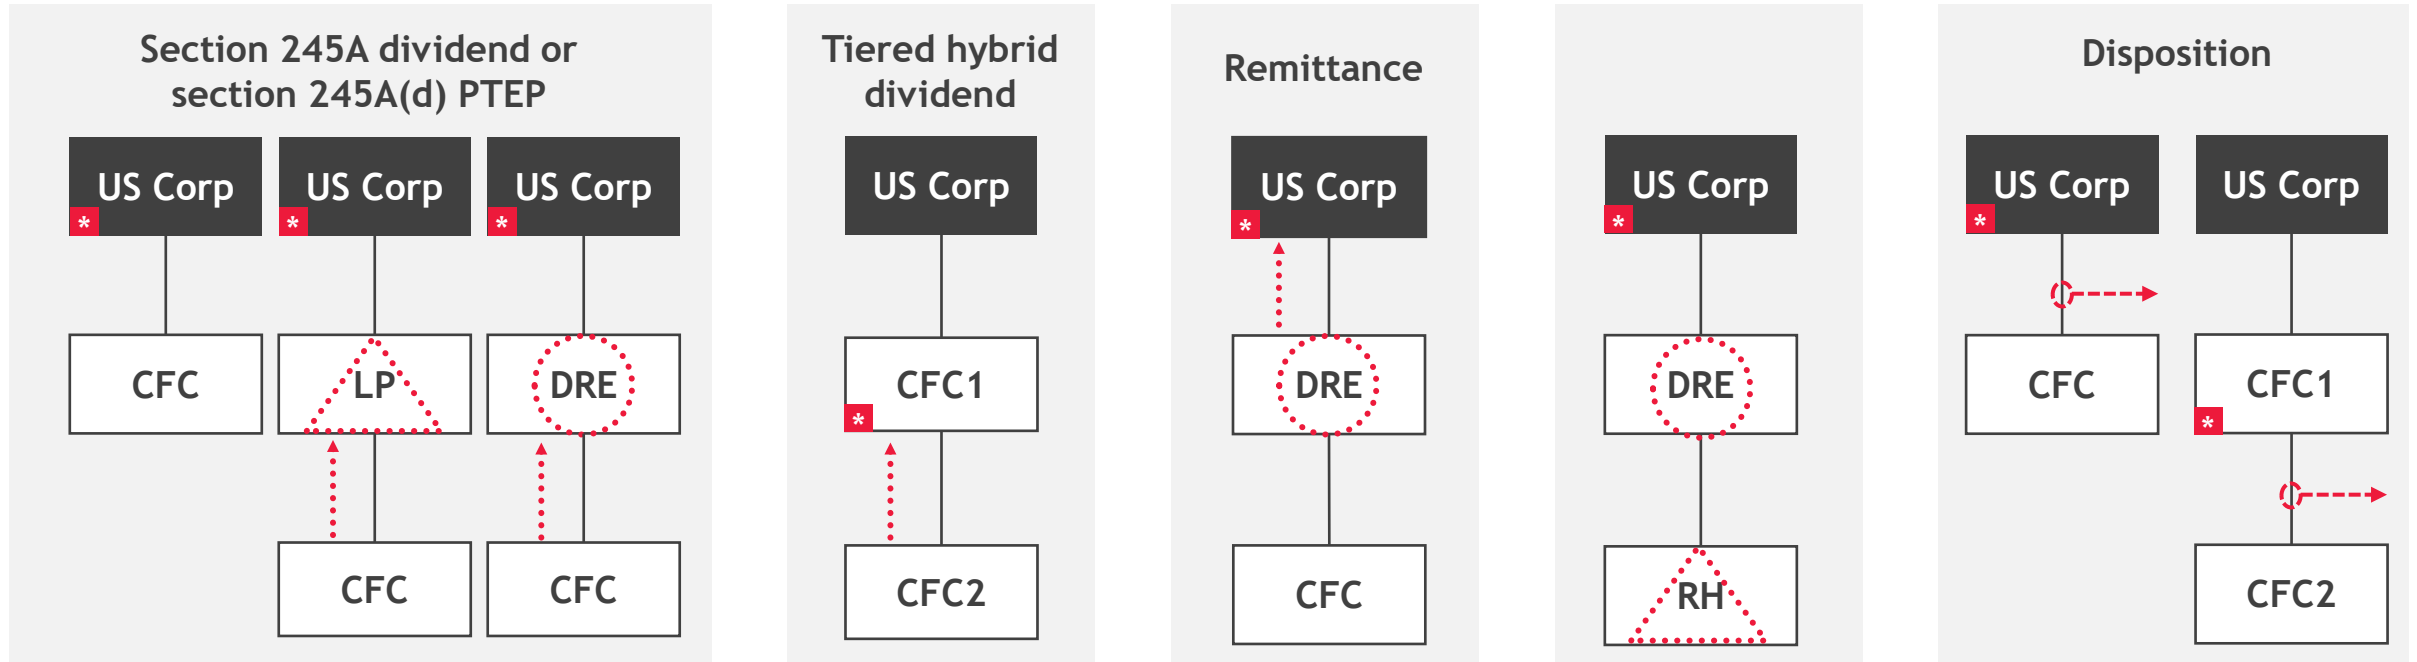 Section 245A dividend or
section 245A(d) PTEP
US Corp
*
US Corp
*
US Corp
*
CFC
LP
DRE
CFC
CFC
Tiered hybrid
dividend
US Corp
CFC1
*
CFC2
Remittance
US Corp
*
DRE
CFC
US Corp
*
DRE
RH
Disposition
US Corp
*
US Corp
CFC
CFC1
*
CFC2